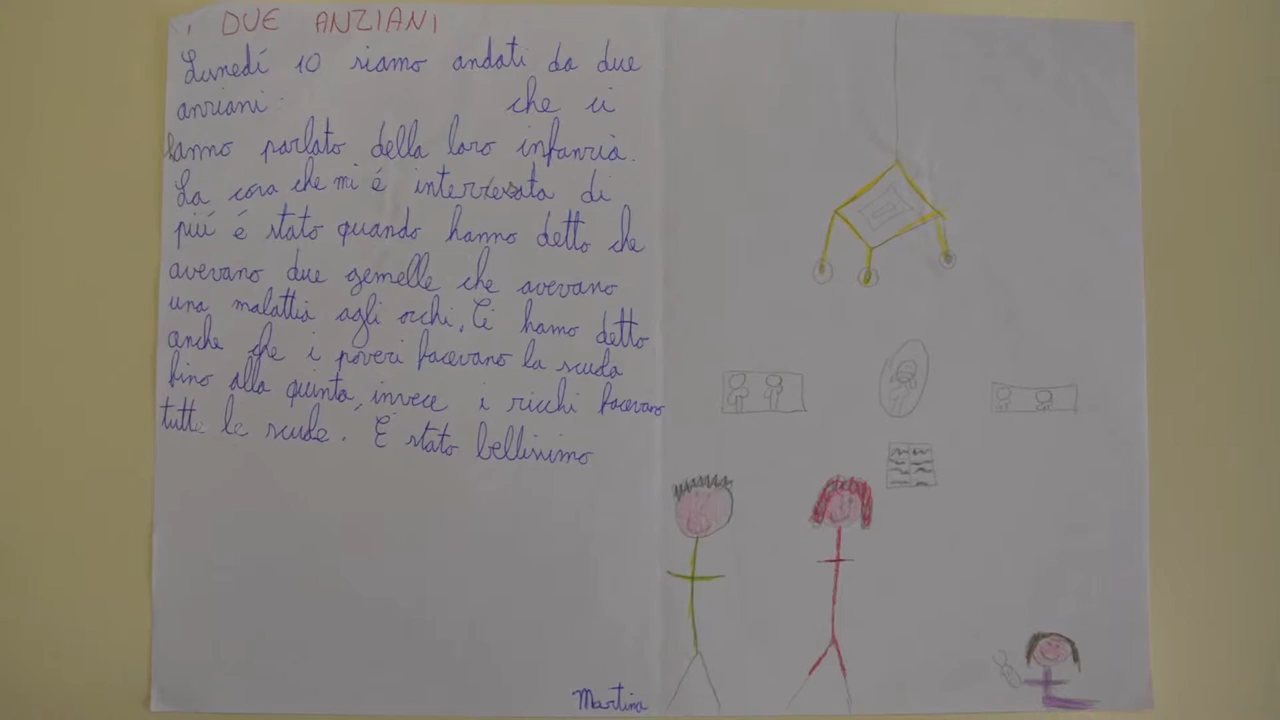 I DUE ANZIANI
Lunedí 10 siamo andati da due
anziani che ci
hanno parlato della loro infanzia.
La cosa che mi é interessata di
piú é stato quando hanno detto che
avevano due gemelle che avevano
una malattia agli occhi. Ci hanno detto
anche che i poveri facevano la scuola
fino alla quinta, invece i ricchi facevano
tutte le scuole. É stato bellissimo
Martina